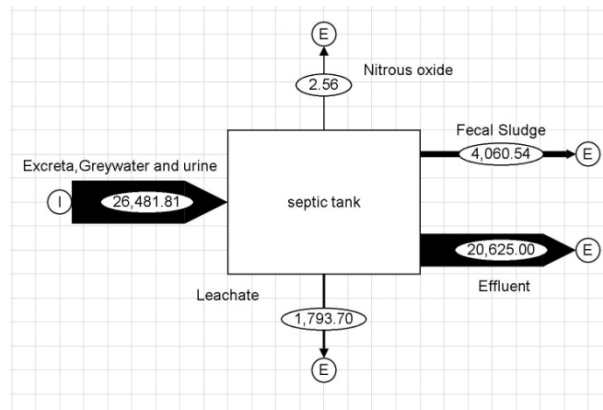 E
Nitrous oxide
2.56
Fecal Sludge
4,060.54
E
Excreta,Greywater and urine
I
26,481.81
septic tank
20,625.00
E
Effluent
Leachate
1,793.70
E